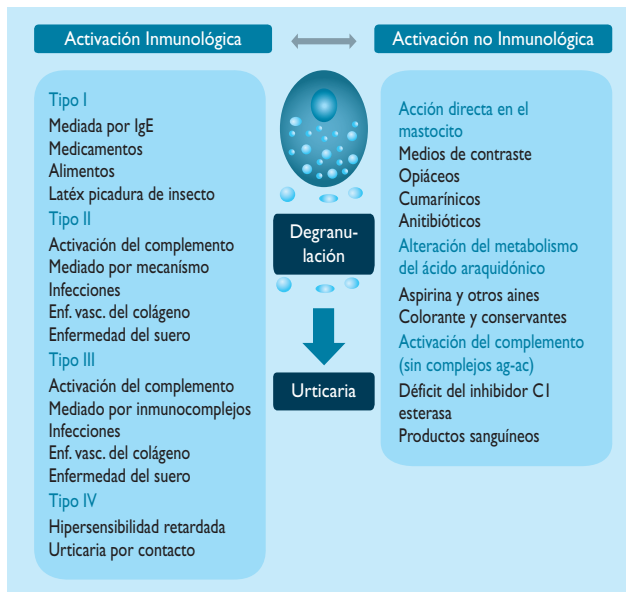 Activación Inmunológica
Tipo I
Mediada por IgE
Medicamentos
Alimentos
Latéx picadura de insecto
Tipo II
Activación del complemento
Mediado por mecanísmo
Infecciones
Enf. vasc. del colágeno
Enfermedad del suero
Tipo III
Activación del complemento
Mediado por inmunocomplejos
Infecciones
Enf. vasc. del colágeno
Enfermedad del suero
Tipo IV
Hipersensibilidad retardada
Urticaria por contacto
Degranu-
lación
Urticaria
Activación no Inmunológica
Acción directa en el
mastocito
Medios de contraste
Opiáceos
Cumarínicos
Anitibióticos
Alteración del metabolismo
del ácido araquidónico
Aspirina y otros aines
Colorante y conservantes
Activación del complemento
(sin complejos ag-ac)
Déficit del inhibidor C1
esterasa
Productos sanguíneos